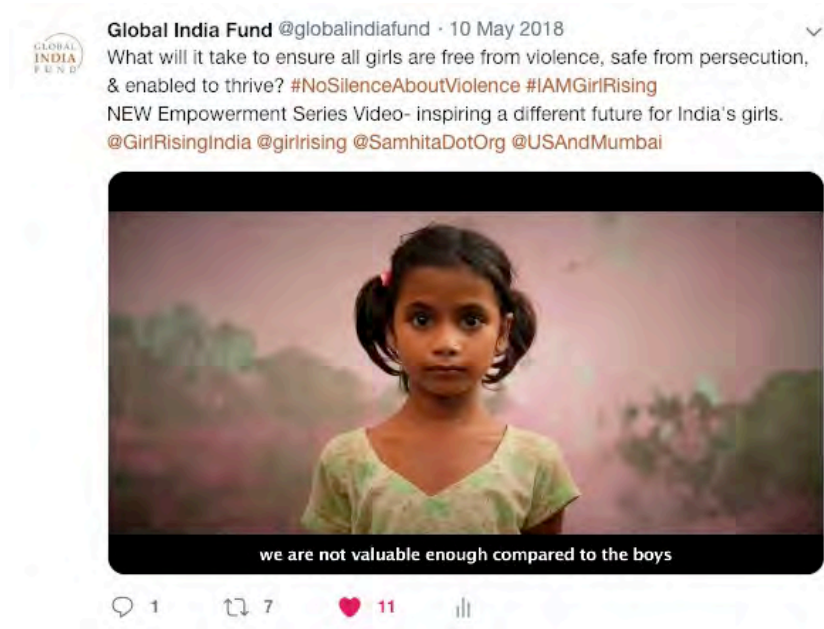 GLOBAL
INDIA
FUND
Global India Fund @globalindiafund · 10 May 2018
What will it take to ensure all girls are free from violence, safe from persecution,
& enabled to thrive? #NoSilenceAboutViolence #IAMGirlRising
NEW Empowerment Series Video- inspiring a different future for India's girls.
@GirlRisingIndia @girlrising @SamhitaDotOrg @USAndMumbai
we are not valuable enough compared to the boys
1 7 11